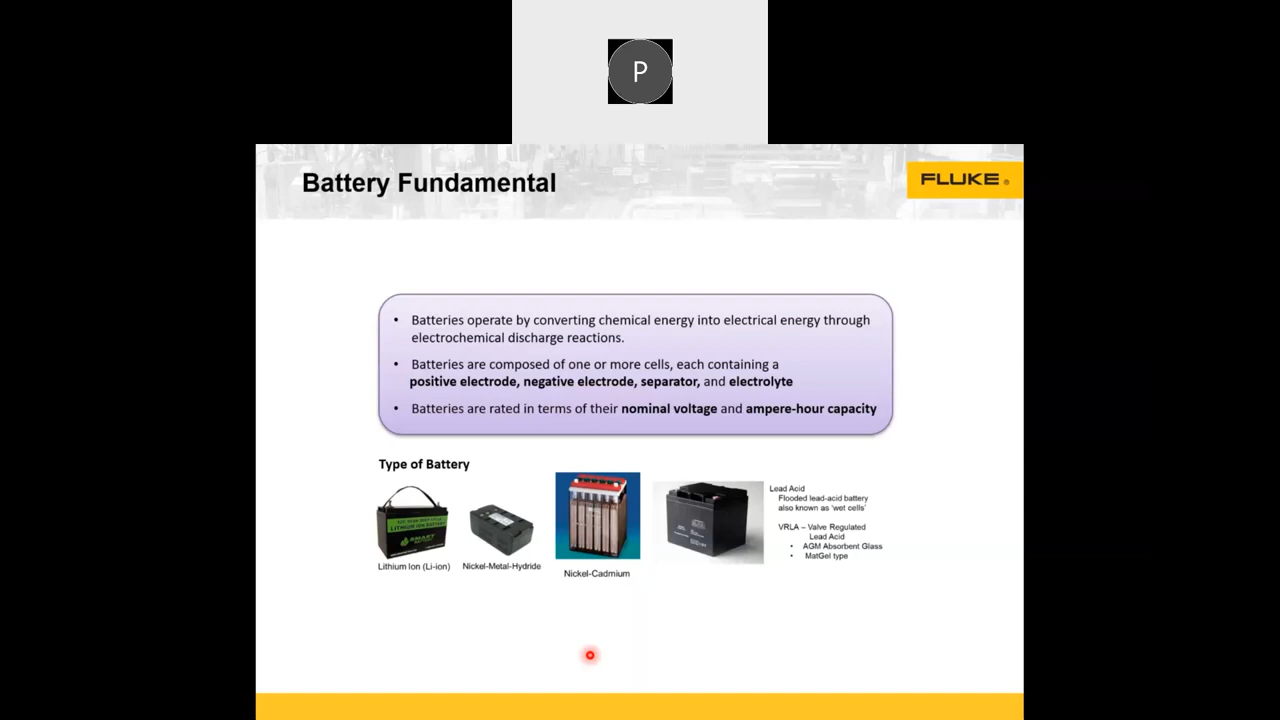 P
Battery Fundamental
FLUKE ®
• Batteries operate by converting chemical energy into electrical energy through
electrochemical discharge reactions.
• Batteries are composed of one or more cells, each containing a
positive electrode, negative electrode, separator, and electrolyte
• Batteries are rated in terms of their nominal voltage and ampere-hour capacity
Type of Battery
LITHIUM ION BATTERY
SMART
Lithium Ion (Li-ion)
Nickel-Metal-Hydride
Nickel-Cadmium
Lead Acid
Flooded lead-acid battery
also known as ‘wet cells’
VRLA – Valve Regulated
Lead Acid
• AGM Absorbent Glass
• MatGel type